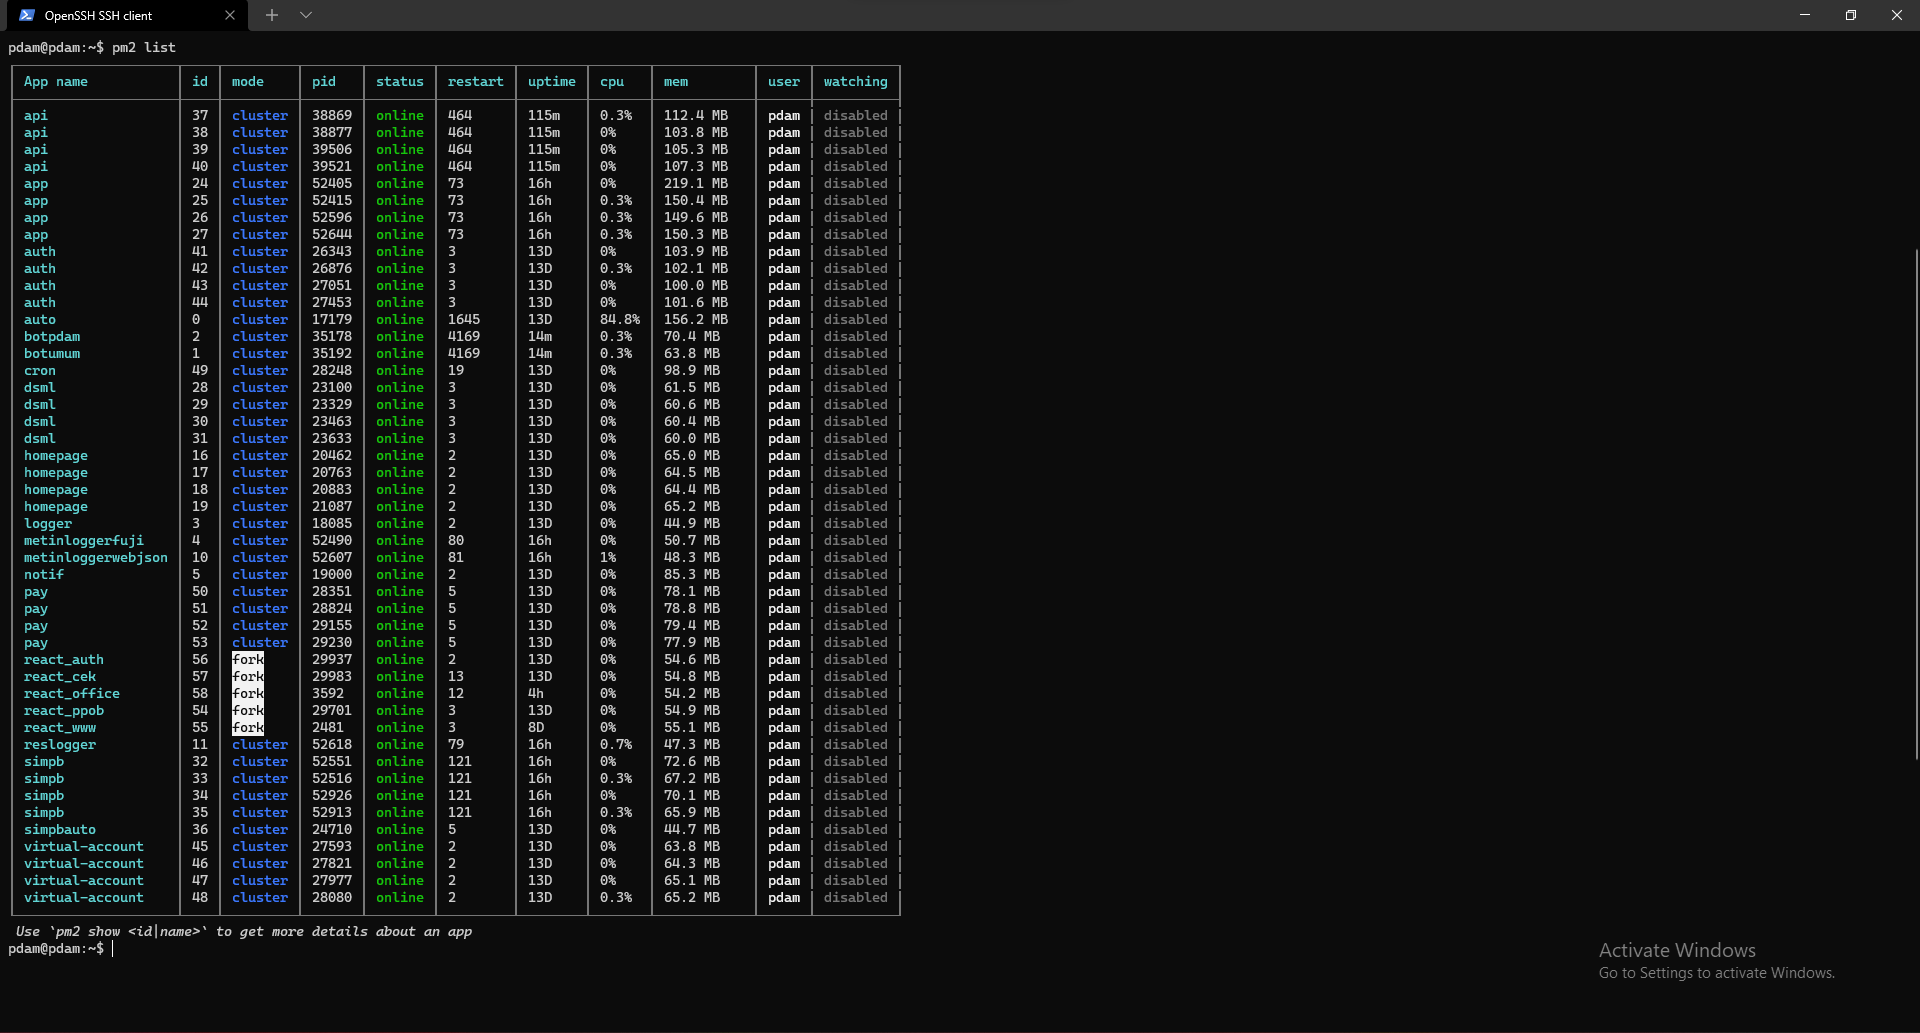 OpenSSH SSH client
pdam@pdam:~$ pm2 list
App name id mode pid status restart uptime cpu mem user watching
api 37 cluster 38869 online 464 115m 0.3% 112.4 MB pdam disabled
api 38 cluster 38877 online 464 115m 0% 103.8 MB pdam disabled
api 39 cluster 39506 online 464 115m 0% 105.3 MB pdam disabled
api 40 cluster 39521 online 464 115m 0% 107.3 MB pdam disabled
app 24 cluster 52405 online 73 16h 0% 219.1 MB pdam disabled
app 25 cluster 52415 online 73 16h 0.3% 150.4 MB pdam disabled
app 26 cluster 52596 online 73 16h 0.3% 149.6 MB pdam disabled
app 27 cluster 52644 online 73 16h 0.3% 150.3 MB pdam disabled
auth 41 cluster 26343 online 3 13D 0% 103.9 MB pdam disabled
auth 42 cluster 26876 online 3 13D 0.3% 102.1 MB pdam disabled
auth 43 cluster 27051 online 3 13D 0% 100.0 MB pdam disabled
auth 44 cluster 27453 online 3 13D 0% 101.6 MB pdam disabled
auto 0 cluster 17179 online 1645 13D 84.8% 156.2 MB pdam disabled
botpdam 2 cluster 35178 online 4169 14m 0.3% 70.4 MB pdam disabled
botumum 1 cluster 35192 online 4169 14m 0.3% 63.8 MB pdam disabled
cron 49 cluster 28248 online 19 13D 0% 98.9 MB pdam disabled
dsml 28 cluster 23100 online 3 13D 0% 61.5 MB pdam disabled
dsml 29 cluster 23329 online 3 13D 0% 60.6 MB pdam disabled
dsml 30 cluster 23463 online 3 13D 0% 60.4 MB pdam disabled
dsml 31 cluster 23633 online 3 13D 0% 60.0 MB pdam disabled
homepage 16 cluster 20462 online 2 13D 0% 65.0 MB pdam disabled
homepage 17 cluster 20763 online 2 13D 0% 64.5 MB pdam disabled
homepage 18 cluster 20883 online 2 13D 0% 64.4 MB pdam disabled
homepage 19 cluster 21087 online 2 13D 0% 65.2 MB pdam disabled
logger 3 cluster 18085 online 2 13D 0% 44.9 MB pdam disabled
metinloggerfuji 4 cluster 52490 online 80 16h 0% 50.7 MB pdam disabled
metinloggerwebjson 10 cluster 52607 online 81 16h 1% 48.3 MB pdam disabled
notif 5 cluster 19000 online 2 13D 0% 85.3 MB pdam disabled
pay 50 cluster 28351 online 5 13D 0% 78.1 MB pdam disabled
pay 51 cluster 28824 online 5 13D 0% 78.8 MB pdam disabled
pay 52 cluster 29155 online 5 13D 0% 79.4 MB pdam disabled
pay 53 cluster 29230 online 5 13D 0% 77.9 MB pdam disabled
react_auth 56 fork 29937 online 2 13D 0% 54.6 MB pdam disabled
react_cek 57 fork 29983 online 13 13D 0% 54.8 MB pdam disabled
react_office 58 fork 3592 online 12 4h 0% 54.2 MB pdam disabled
react_ppob 54 fork 29701 online 3 13D 0% 54.9 MB pdam disabled
react_www 55 fork 2481 online 3 8D 0% 55.1 MB pdam disabled
reslogger 11 cluster 52618 online 79 16h 0.7% 47.3 MB pdam disabled
simpb 32 cluster 52551 online 121 16h 0% 72.6 MB pdam disabled
simpb 33 cluster 52516 online 121 16h 0.3% 67.2 MB pdam disabled
simpb 34 cluster 52926 online 121 16h 0% 70.1 MB pdam disabled
simpb 35 cluster 52913 online 121 16h 0.3% 65.9 MB pdam disabled
simpbauto 36 cluster 24710 online 5 13D 0% 44.7 MB pdam disabled
virtual-account 45 cluster 27593 online 2 13D 0% 63.8 MB pdam disabled
virtual-account 46 cluster 27821 online 2 13D 0% 64.3 MB pdam disabled
virtual-account 47 cluster 27977 online 2 13D 0% 65.1 MB pdam disabled
virtual-account 48 cluster 28080 online 2 13D 0.3% 65.2 MB pdam disabled
Use `pm2 show <id|name>` to get more details about an app
pdam@pdam:~$
Activate Windows
Go to Settings to activate Windows.